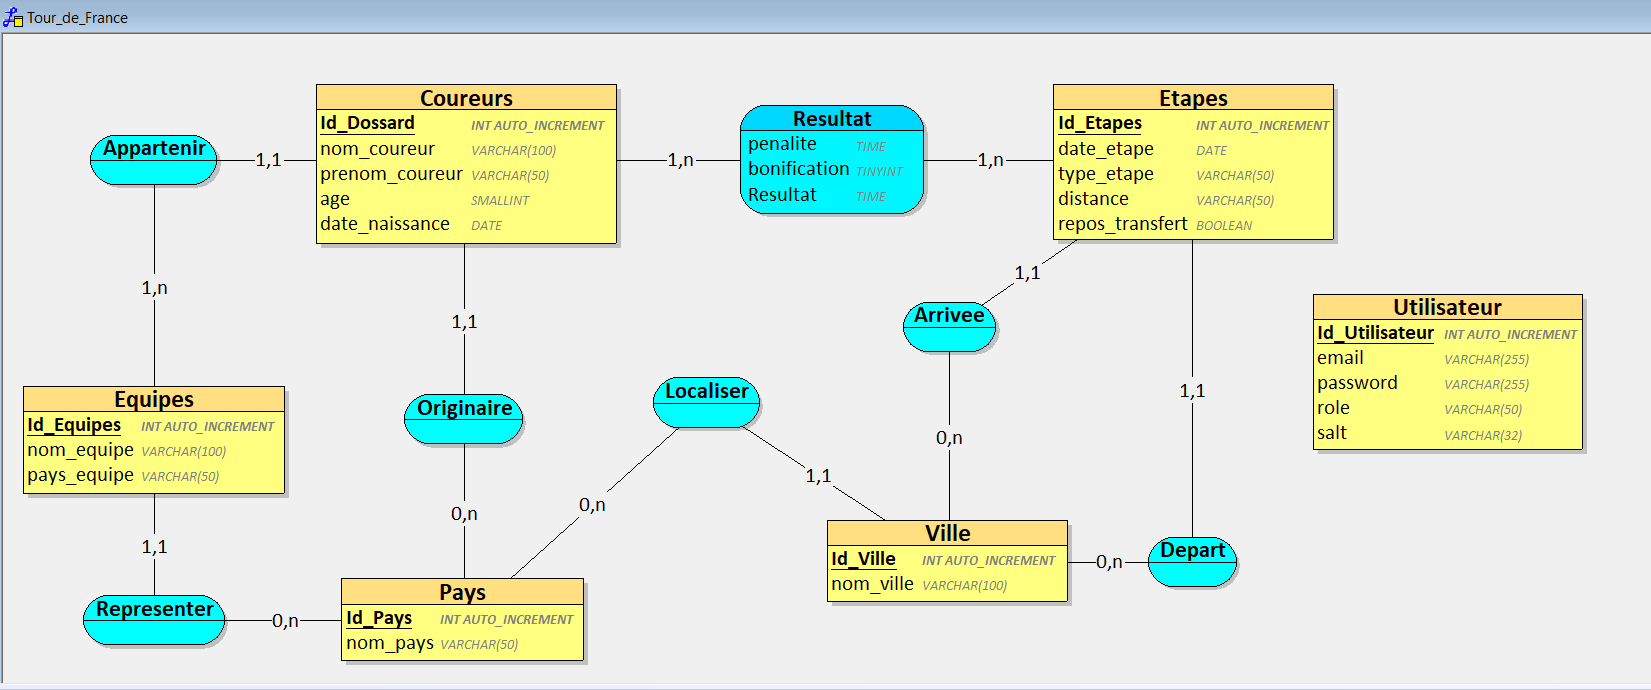 Tour_de_France
Coureurs
Id_Dossard INT AUTO_INCREMENT
nom_coureur VARCHAR(100)
prenom_coureur VARCHAR(50)
age SMALLINT
date_naissance DATE
Resultat
penalite TIME
bonification TINYINT
Resultat TIME
Etapes
Id_Etapes INT AUTO_INCREMENT
date_etape DATE
type_etape VARCHAR(50)
distance VARCHAR(50)
repos_transfert BOOLEAN
Appartenir
1,1
1,n
1,n
1,n
1,1
1,1
Arrivee
Utilisateur
Id_Utilisateur INT AUTO_INCREMENT
email VARCHAR(255)
password VARCHAR(255)
role VARCHAR(50)
salt VARCHAR(32)
Equipes
Id_Equipes INT AUTO_INCREMENT
nom_equipe VARCHAR(100)
pays_equipe VARCHAR(50)
Originaire
Localiser
1,1
0,n
1,1
0,n
0,n
1,1
Ville
Id_Ville INT AUTO_INCREMENT
nom_ville VARCHAR(100)
0,n
Depart
Representer
0,n
Pays
Id_Pays INT AUTO_INCREMENT
nom_pays VARCHAR(50)